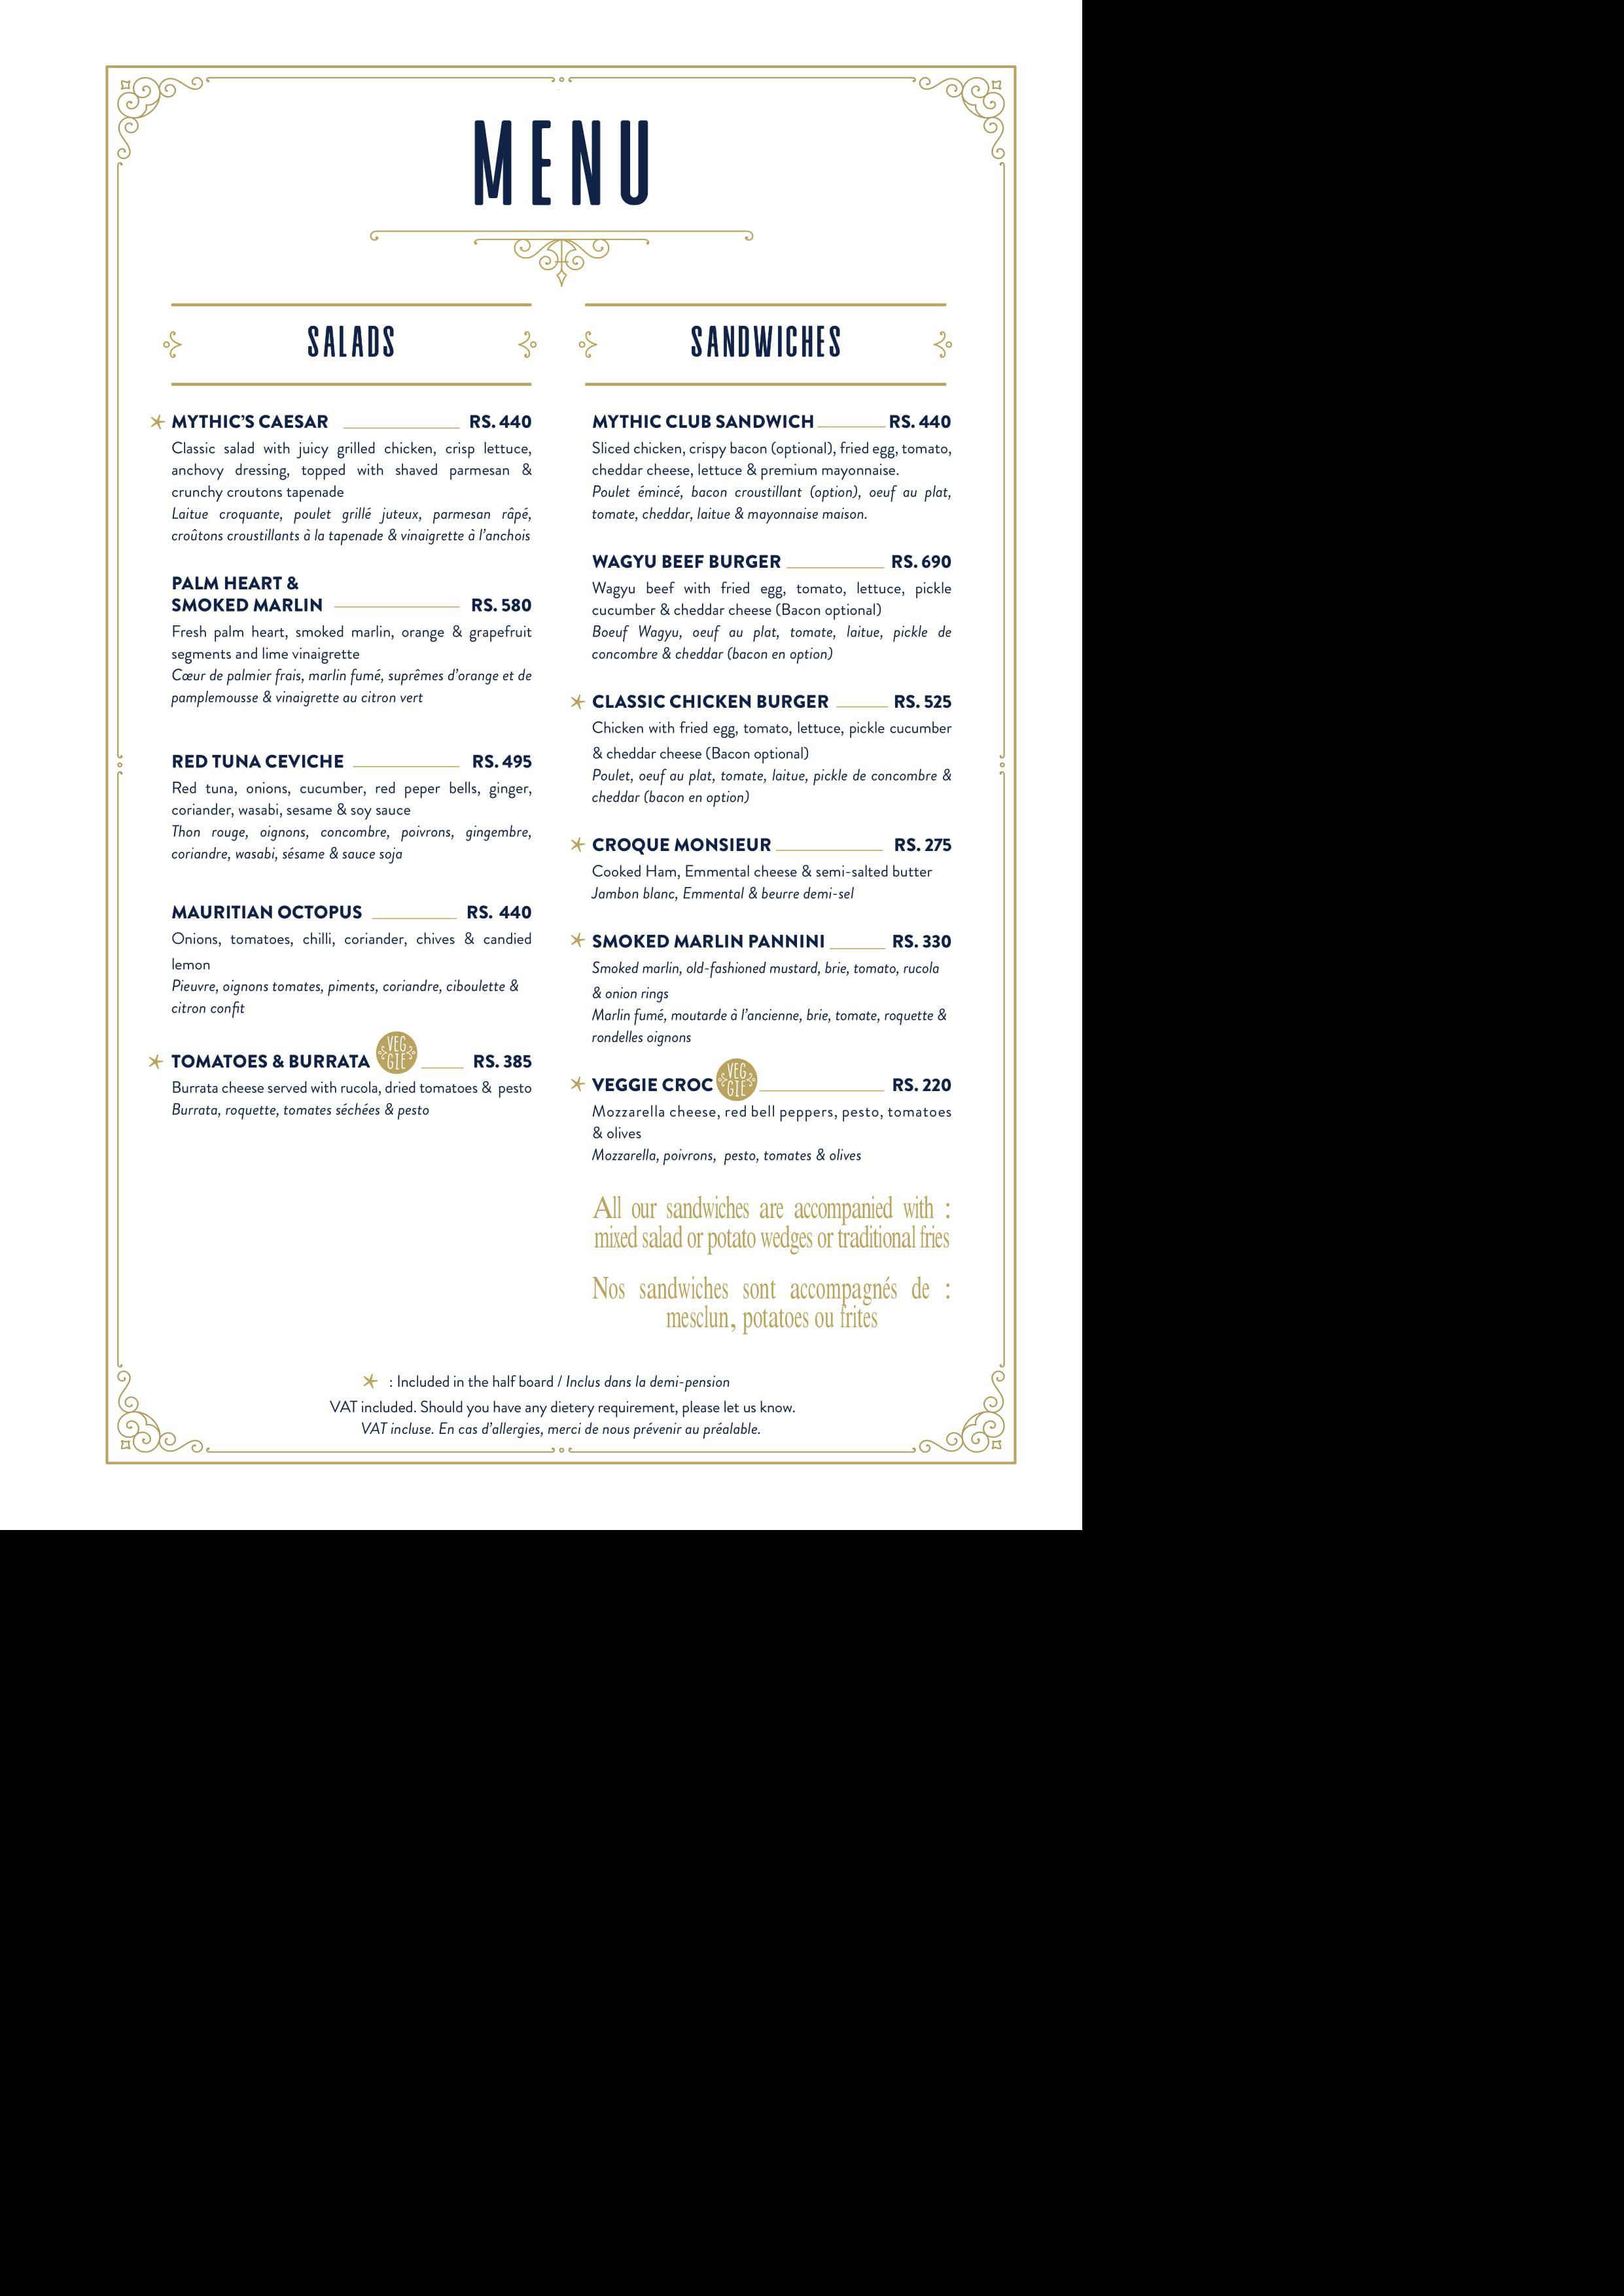 MENU
SALADS
MYTHIC'S CAESAR RS. 440
Classic salad with juicy grilled chicken, crisp lettuce,
anchovy dressing, topped with shaved parmesan &
crunchy croutons tapenade
Laitue croquante, poulet grillé juteux, parmesan râpé,
croûtons croustillants à la tapenade & vinaigrette à l'anchois
PALM HEART &
SMOKED MARLIN RS. 580
Fresh palm heart, smoked marlin, orange & grapefruit
segments and lime vinaigrette
Cœur de palmier frais, marlin fumé, suprêmes d'orange et de
pamplemousse & vinaigrette au citron vert
RED TUNA CEVICHE RS. 495
Red tuna, onions, cucumber, red peper bells, ginger,
coriander, wasabi, sesame & soy sauce
Thon rouge, oignons, concombre, poivrons, gingembre,
coriandre, wasabi, sésame & sauce soja
MAURITIAN OCTOPUS RS. 440
Onions, tomatoes, chilli, coriander, chives & candied
lemon
Pieuvre, oignons tomates, piments, coriandre, ciboulette &
citron confit
TOMATOES & BURRATA VEG GIE RS. 385
Burrata cheese served with rucola, dried tomatoes & pesto
Burrata, roquette, tomates séchées & pesto
SANDWICHES
MYTHIC CLUB SANDWICH RS. 440
Sliced chicken, crispy bacon (optional), fried egg, tomato,
cheddar cheese, lettuce & premium mayonnaise.
Poulet émincé, bacon croustillant (option), oeuf au plat,
tomate, cheddar, laitue & mayonnaise maison.
WAGYU BEEF BURGER RS. 690
Wagyu beef with fried egg, tomato, lettuce, pickle
cucumber & cheddar cheese (Bacon optional)
Boeuf Wagyu, oeuf au plat, tomate, laitue, pickle de
concombre & cheddar (bacon en option)
CLASSIC CHICKEN BURGER RS. 525
Chicken with fried egg, tomato, lettuce, pickle cucumber
& cheddar cheese (Bacon optional)
Poulet, oeuf au plat, tomate, laitue, pickle de concombre &
cheddar (bacon en option)
CROQUE MONSIEUR RS. 275
Cooked Ham, Emmental cheese & semi-salted butter
Jambon blanc, Emmental & beurre demi-sel
SMOKED MARLIN PANNINI RS. 330
Smoked marlin, old-fashioned mustard, brie, tomato, rucola
& onion rings
Marlin fumé, moutarde à l'ancienne, brie, tomate, roquette &
rondelles oignons
VEGGIE CROC VEG GIE RS. 220
Mozzarella cheese, red bell peppers, pesto, tomatoes
& olives
Mozzarella, poivrons, pesto, tomates & olives
All our sandwiches are accompanied with :
mixed salad or potato wedges or traditional fries
Nos sandwiches sont accompagnés de :
mesclun, potatoes ou frites
: Included in the half board / Inclus dans la demi-pension
VAT included. Should you have any dietery requirement, please let us know.
VAT incluse. En cas d'allergies, merci de nous prévenir au préalable.